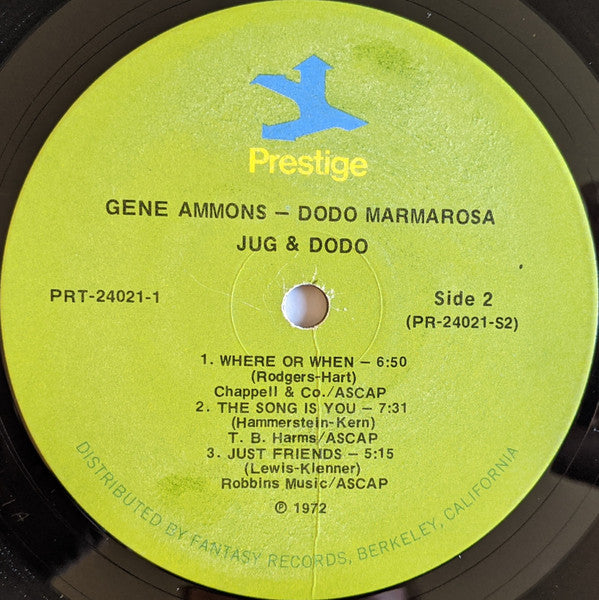 Prestige
GENE AMMONS – DODO MARMAROSA
JUG & DODO
PRT-24021-1
Side 2
(PR-24021-S2)
1. WHERE OR WHEN – 6:50
(Rodgers-Hart)
Chappell & Co./ASCAP
2. THE SONG IS YOU – 7:31
(Hammerstein-Kern)
T. B. Harms/ASCAP
3. JUST FRIENDS – 5:15
(Lewis-Klenner)
Robbins Music/ASCAP
℗ 1972
DISTRIBUTED BY FANTASY RECORDS, BERKELEY, CALIFORNIA